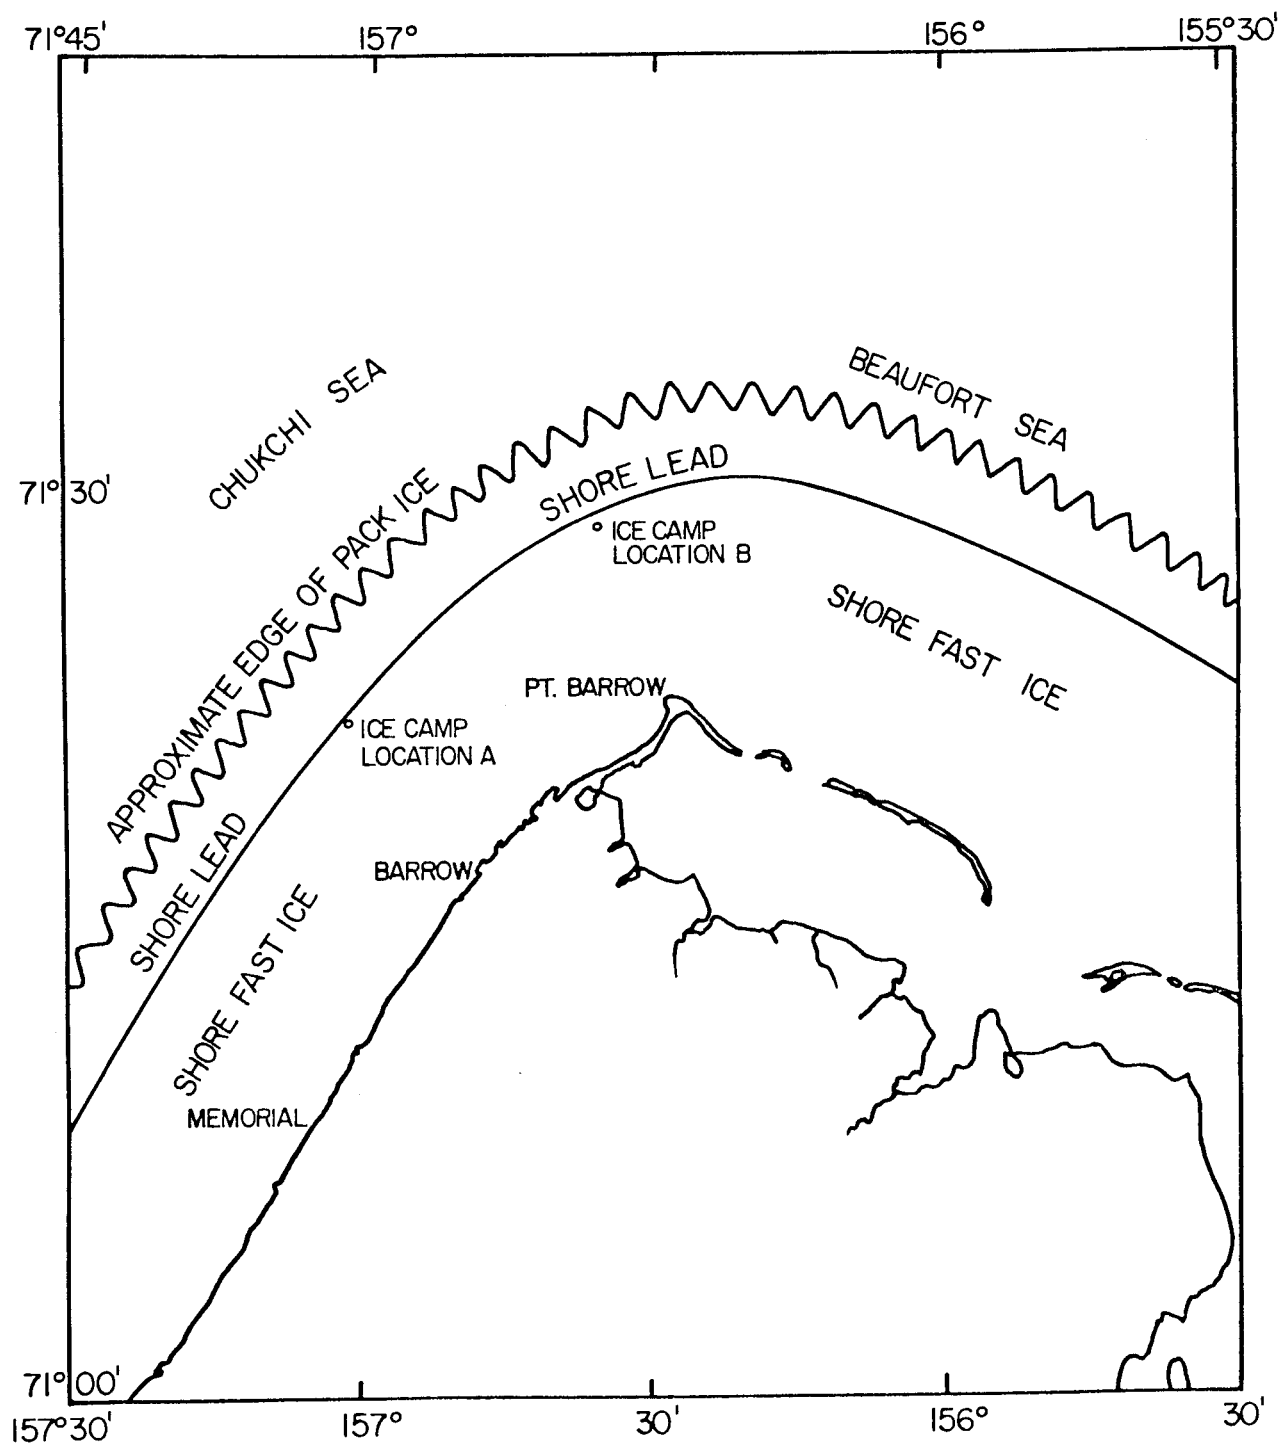 71°45'
157°
156°
155°30'
BEAUFORT SEA
CHUKCHI SEA
SHORE LEAD
71°30'
APPROXIMATE EDGE OF PACK ICE
ICE CAMP
LOCATION B
SHORE FAST ICE
PT. BARROW
ICE CAMP
LOCATION A
SHORE LEAD
BARROW
SHORE FAST ICE
MEMORIAL
71°00'
157°30'
157°
30'
156°
30'